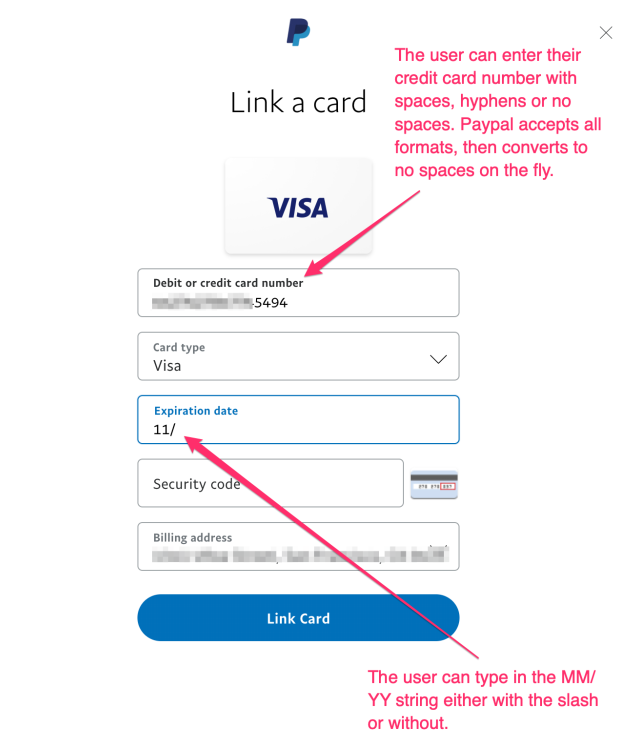 The user can enter their
credit card number with
spaces, hyphens or no
spaces. Paypal accepts all
formats, then converts to
no spaces on the fly.
Link a card
VISA
Debit or credit card number
5494
Card type
Visa
Expiration date
11/
Security code
Billing address
Link Card
The user can type in the MM/
YY string either with the slash
or without.